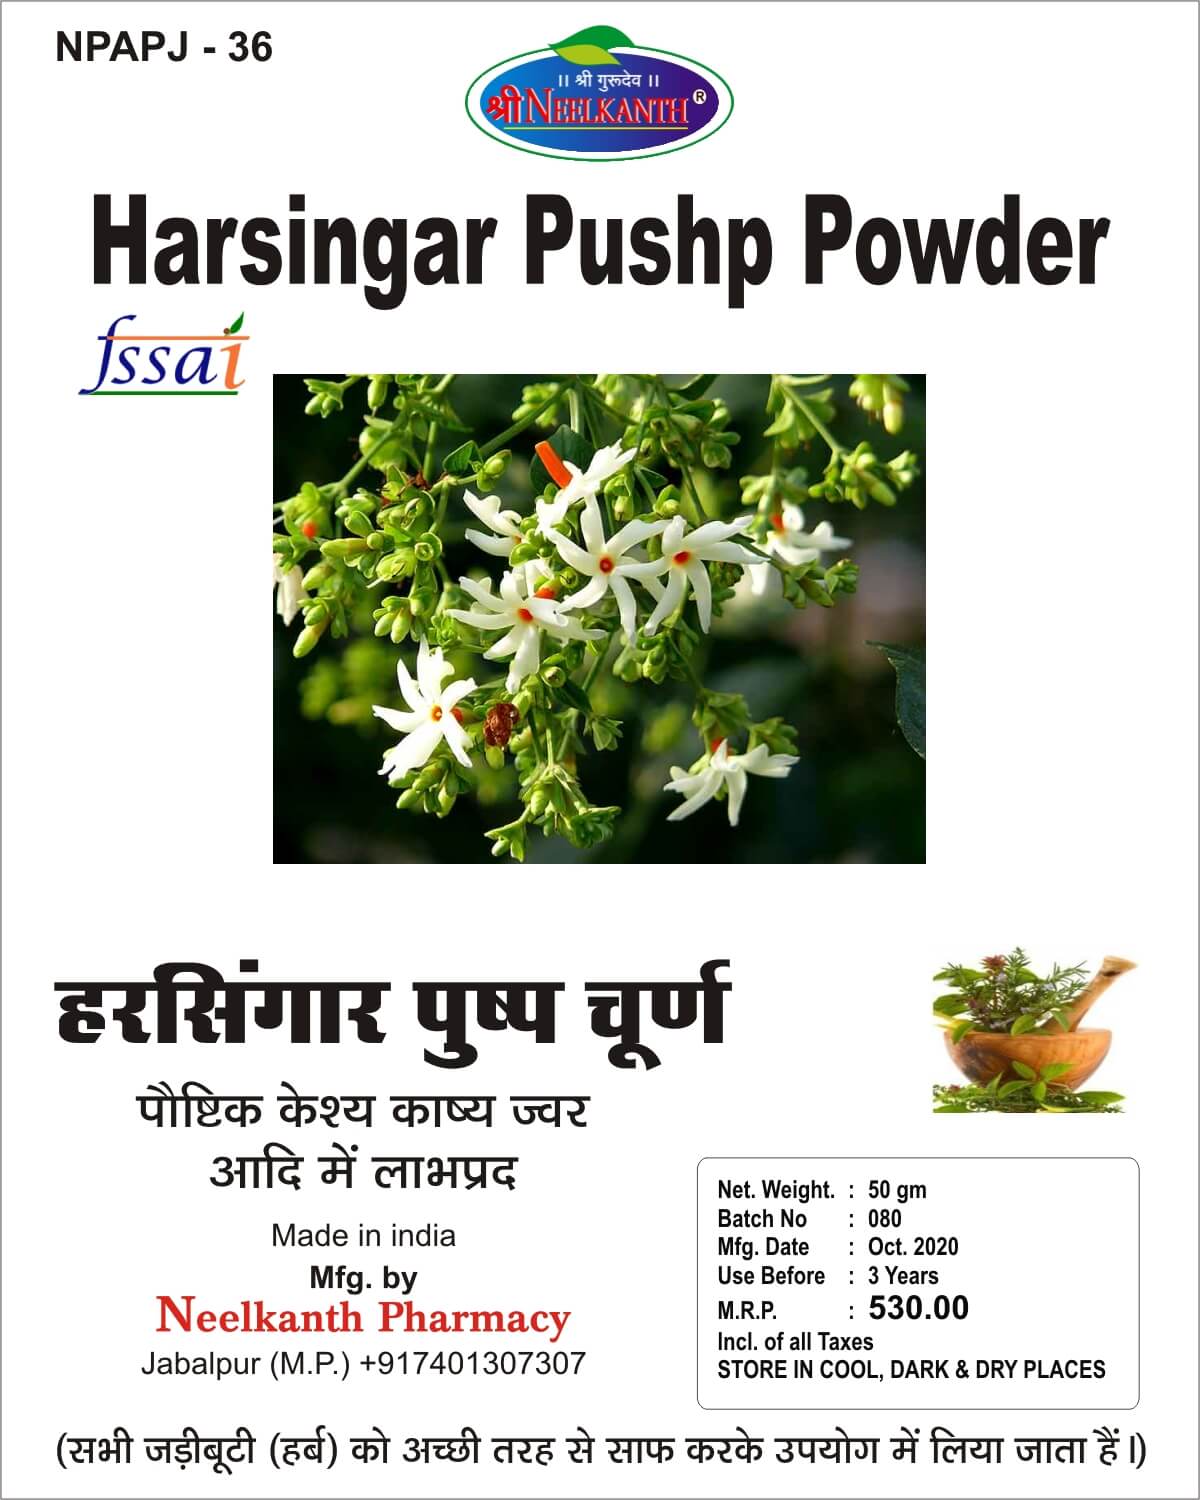 NPAPJ - 36
॥ श्री गुरूदेव ॥
श्री NEELKANTH ®
Harsingar Pushp Powder
fssai
हरसिंगार पुष्प चूर्ण
पौष्टिक केश्य काष्य ज्वर
आदि में लाभप्रद
Made in india
Mfg. by
Neelkanth Pharmacy
Jabalpur (M.P.) +917401307307
Net. Weight. : 50 gm
Batch No : 080
Mfg. Date : Oct. 2020
Use Before : 3 Years
M.R.P. : 530.00
Incl. of all Taxes
STORE IN COOL, DARK & DRY PLACES
(सभी जड़ीबूटी (हर्ब) को अच्छी तरह से साफ करके उपयोग में लिया जाता हैं।)